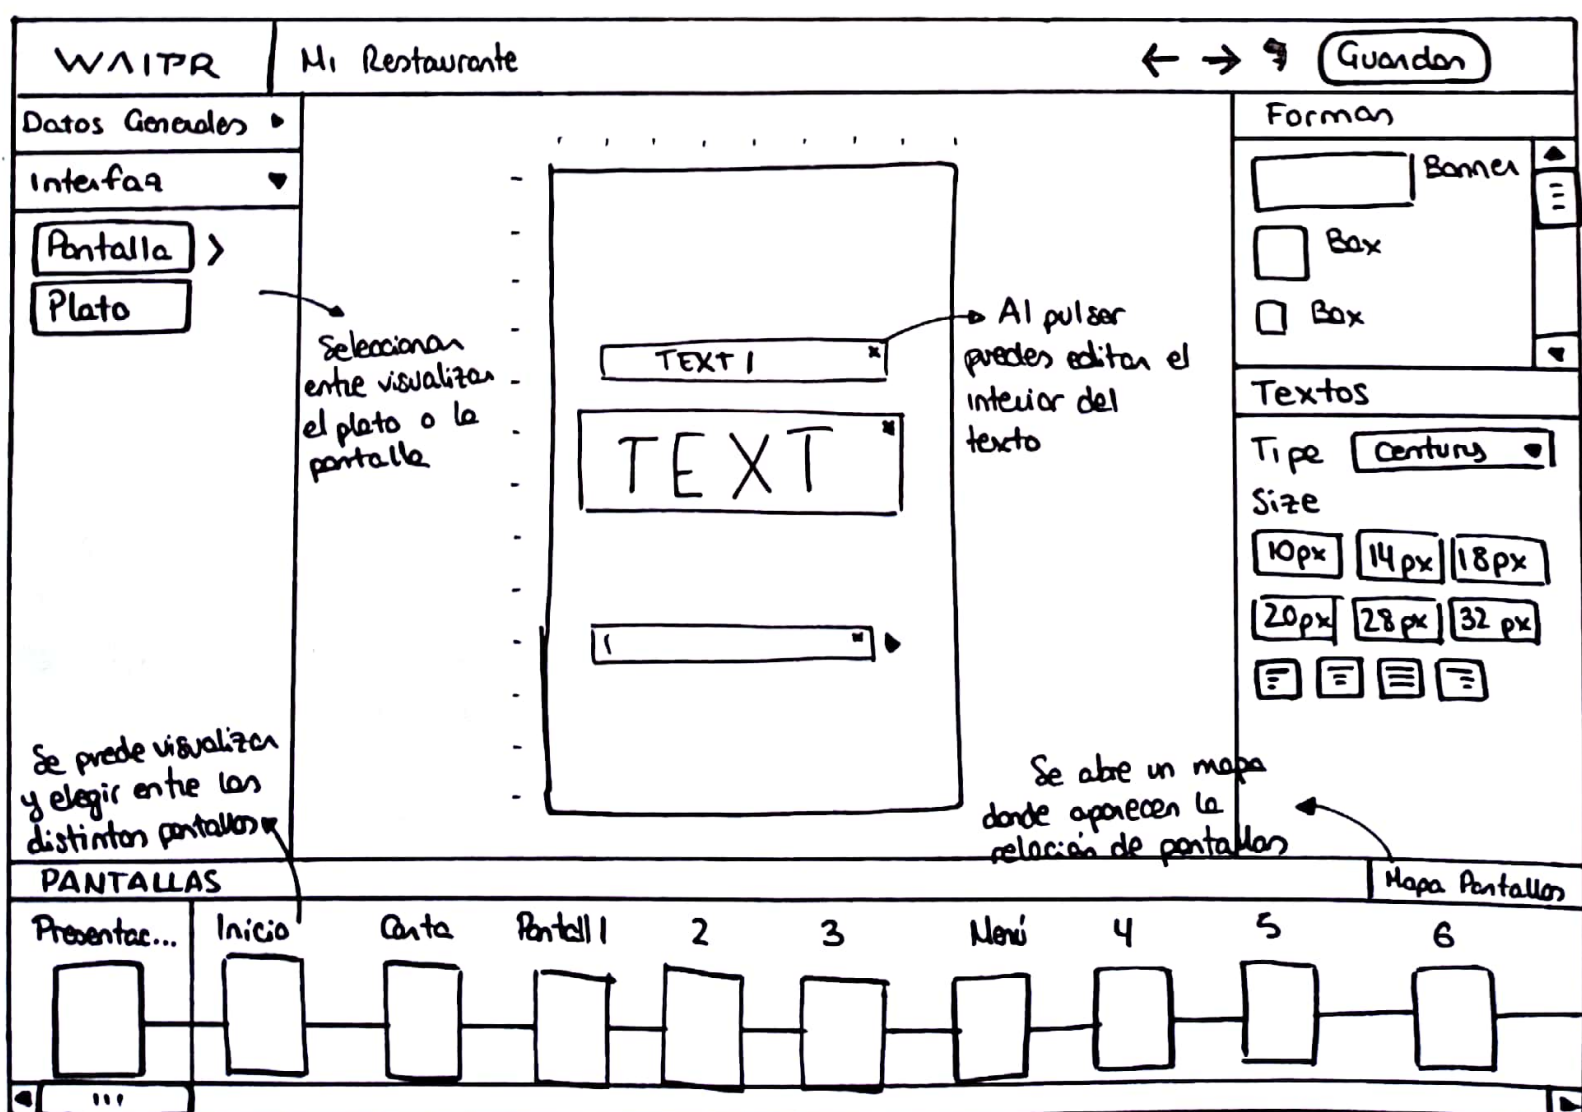 WAITR
Mi Restaurante
Guardar
Datos Generales
Interfaz
Pantalla
Plato
Seleccionar
entre visualizar
el plato o la
pantalla
TEXT 1
TEXT
Al pulsar
puedes editar el
interior del
texto
Formas
Banner
Box
Box
Textos
Tipe
Century
Size
10px 14px 18px
20px 28px 32 px
Se puede visualizar
y elegir entre las
distintas pantallas
Se abre un mapa
donde aparecen la
relación de pantallas
PANTALLAS
Mapa Pantallas
Presentac... Inicio Carta Pantall 1 2 3 Menú 4 5 6